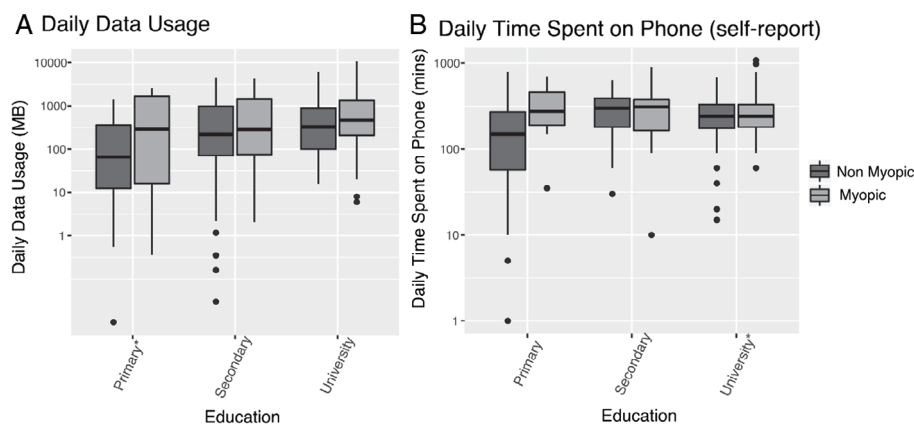 A Daily Data Usage
10000
1000
100
10
1
Daily Data Usage (MB)
Primary*
Secondary
University
Education
B Daily Time Spent on Phone (self-report)
1000
100
10
1
Daily Time Spent on Phone (mins)
Primary
Secondary
University*
Education
Non Myopic
Myopic